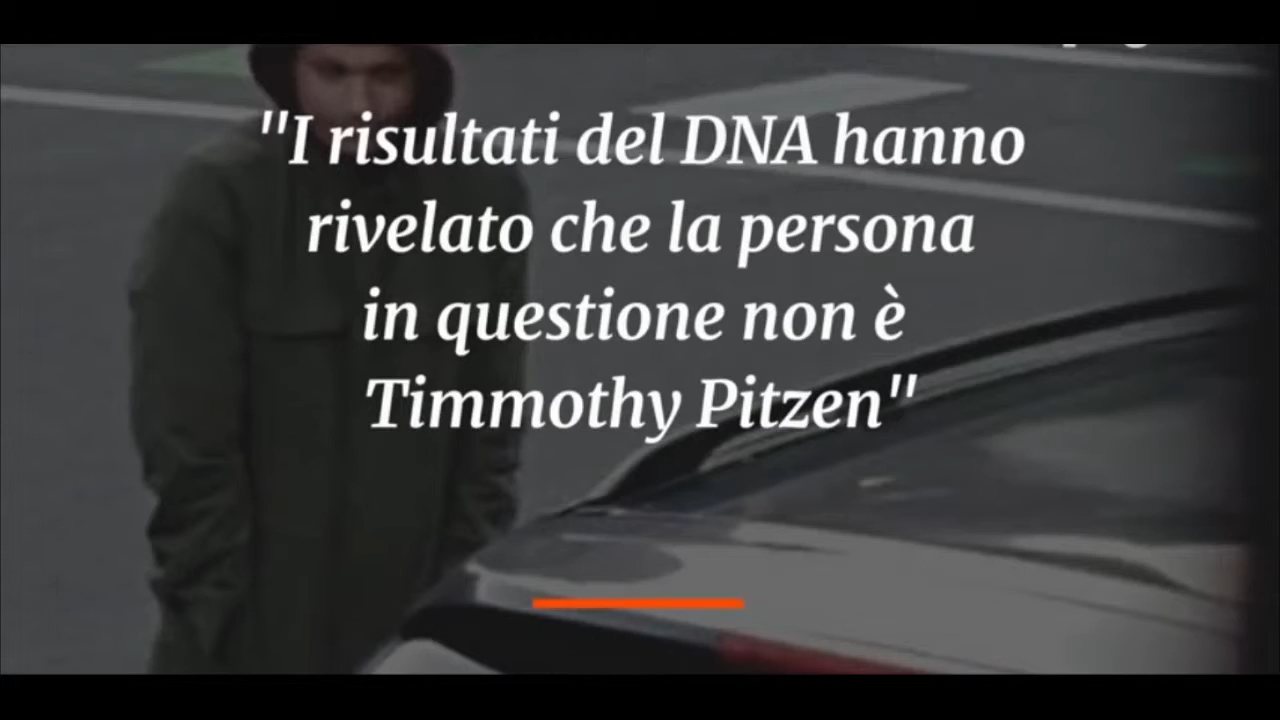 "I risultati del DNA hanno
rivelato che la persona
in questione non è
Timmothy Pitzen"